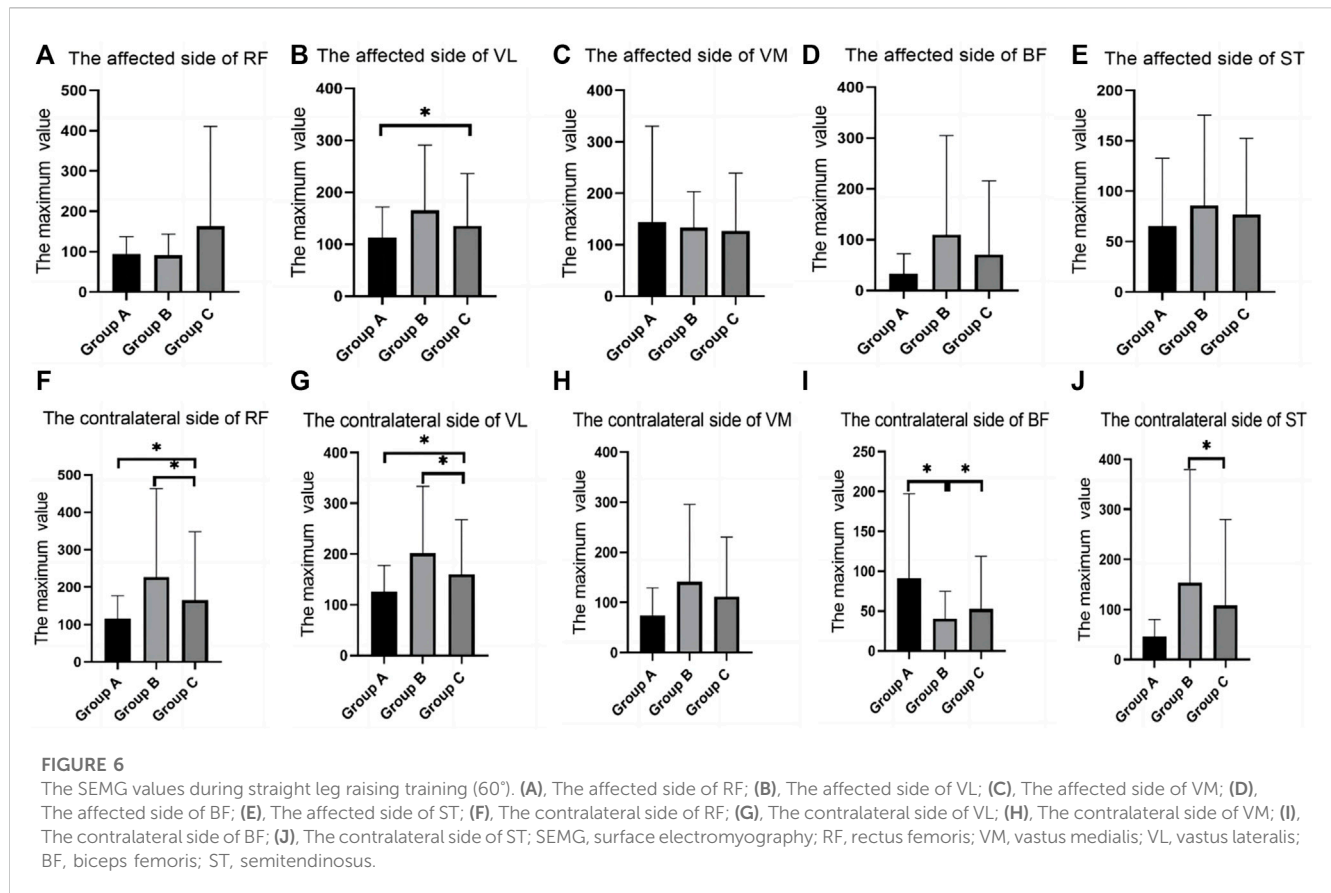 A The affected side of RF
The maximum value
500
400
300
200
100
0
Group A
Group B
Group C
B The affected side of VL
The maximum value
400
300
200
100
0
*
Group A
Group B
Group C
C The affected side of VM
The maximum value
400
300
200
100
0
Group A
Group B
Group C
D The affected side of BF
The maximum value
400
300
200
100
0
Group A
Group B
Group C
E The affected side of ST
The maximum value
200
150
100
50
0
Group A
Group B
Group C
F
The contralateral side of RF
The maximum value
500
400
300
200
100
0
*
*
Group A
Group B
Group C
G
The contralateral side of VL
The maximum value
400
300
200
100
0
*
*
Group A
Group B
Group C
H
The contralateral side of VM
The maximum value
400
300
200
100
0
Group A
Group B
Group C
I
The contralateral side of BF
The maximum value
250
200
150
100
50
0
* *
Group A
Group B
Group C
J
The contralateral side of ST
The maximum value
400
300
200
100
0
*
Group A
Group B
Group C
FIGURE 6
The SEMG values during straight leg raising training (60°). (A), The affected side of RF; (B), The affected side of VL; (C), The affected side of VM; (D),
The affected side of BF; (E), The affected side of ST; (F), The contralateral side of RF; (G), The contralateral side of VL; (H), The contralateral side of VM; (I),
The contralateral side of BF; (J), The contralateral side of ST; SEMG, surface electromyography; RF, rectus femoris; VM, vastus medialis; VL, vastus lateralis;
BF, biceps femoris; ST, semitendinosus.